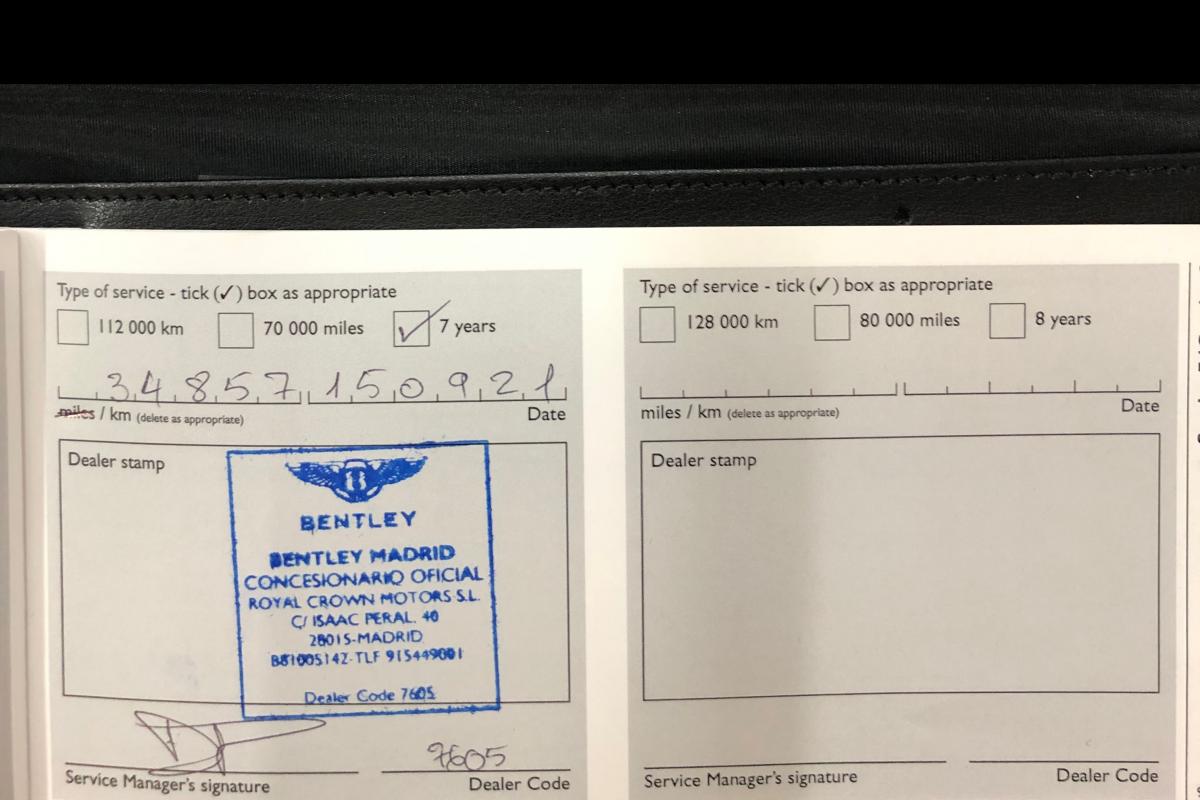 Type of service - tick (✓) box as appropriate
112 000 km 70 000 miles ✓ 7 years
34857 150921
miles / km (delete as appropriate) Date
Dealer stamp
BENTLEY
BENTLEY MADRID
CONCESIONARIO OFICIAL
ROYAL CROWN MOTORS S.L.
C/ ISAAC PERAL. 40
28015-MADRID
B81005142-TLF 915449001
Dealer Code 7605
7605
Service Manager's signature Dealer Code
Type of service - tick (✓) box as appropriate
128 000 km 80 000 miles 8 years
miles / km (delete as appropriate) Date
Dealer stamp
Service Manager's signature Dealer Code